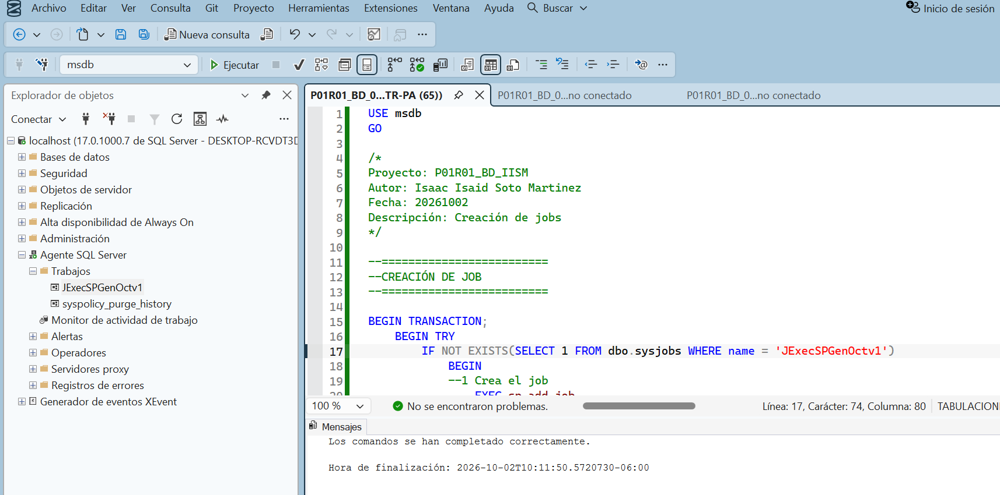 Archivo Editar Ver Consulta Git Proyecto Herramientas Extensiones Ventana Ayuda Buscar Inicio de sesión
Nueva consulta
msdb Ejecutar
Explorador de objetos
Conectar
localhost (17.0.1000.7 de SQL Server - DESKTOP-RCVDT3D
Bases de datos
Seguridad
Objetos de servidor
Replicación
Alta disponibilidad de Always On
Administración
Agente SQL Server
Trabajos
JExecSPGenOctv1
syspolicy_purge_history
Monitor de actividad de trabajo
Alertas
Operadores
Servidores proxy
Registros de errores
Generador de eventos XEvent
P01R01_BD_0...TR-PA (65)) P01R01_BD_0...no conectado P01R01_BD_0...no conectado
1 USE msdb
2 GO
3
4 /*
5 Proyecto: P01R01_BD_IISM
6 Autor: Isaac Isaid Soto Martinez
7 Fecha: 20261002
8 Descripción: Creación de jobs
9 */
10
11 --=========================
12 --CREACIÓN DE JOB
13 --=========================
14
15 BEGIN TRANSACTION;
16 BEGIN TRY
17 IF NOT EXISTS(SELECT 1 FROM dbo.sysjobs WHERE name = 'JExecSPGenOctv1')
18 BEGIN
19 --1 Crea el job
20 EXEC sp_add_job
100 % No se encontraron problemas. Línea: 17, Carácter: 74, Columna: 80 TABULACION
Mensajes
Los comandos se han completado correctamente.
Hora de finalización: 2026-10-02T10:11:50.5720730-06:00